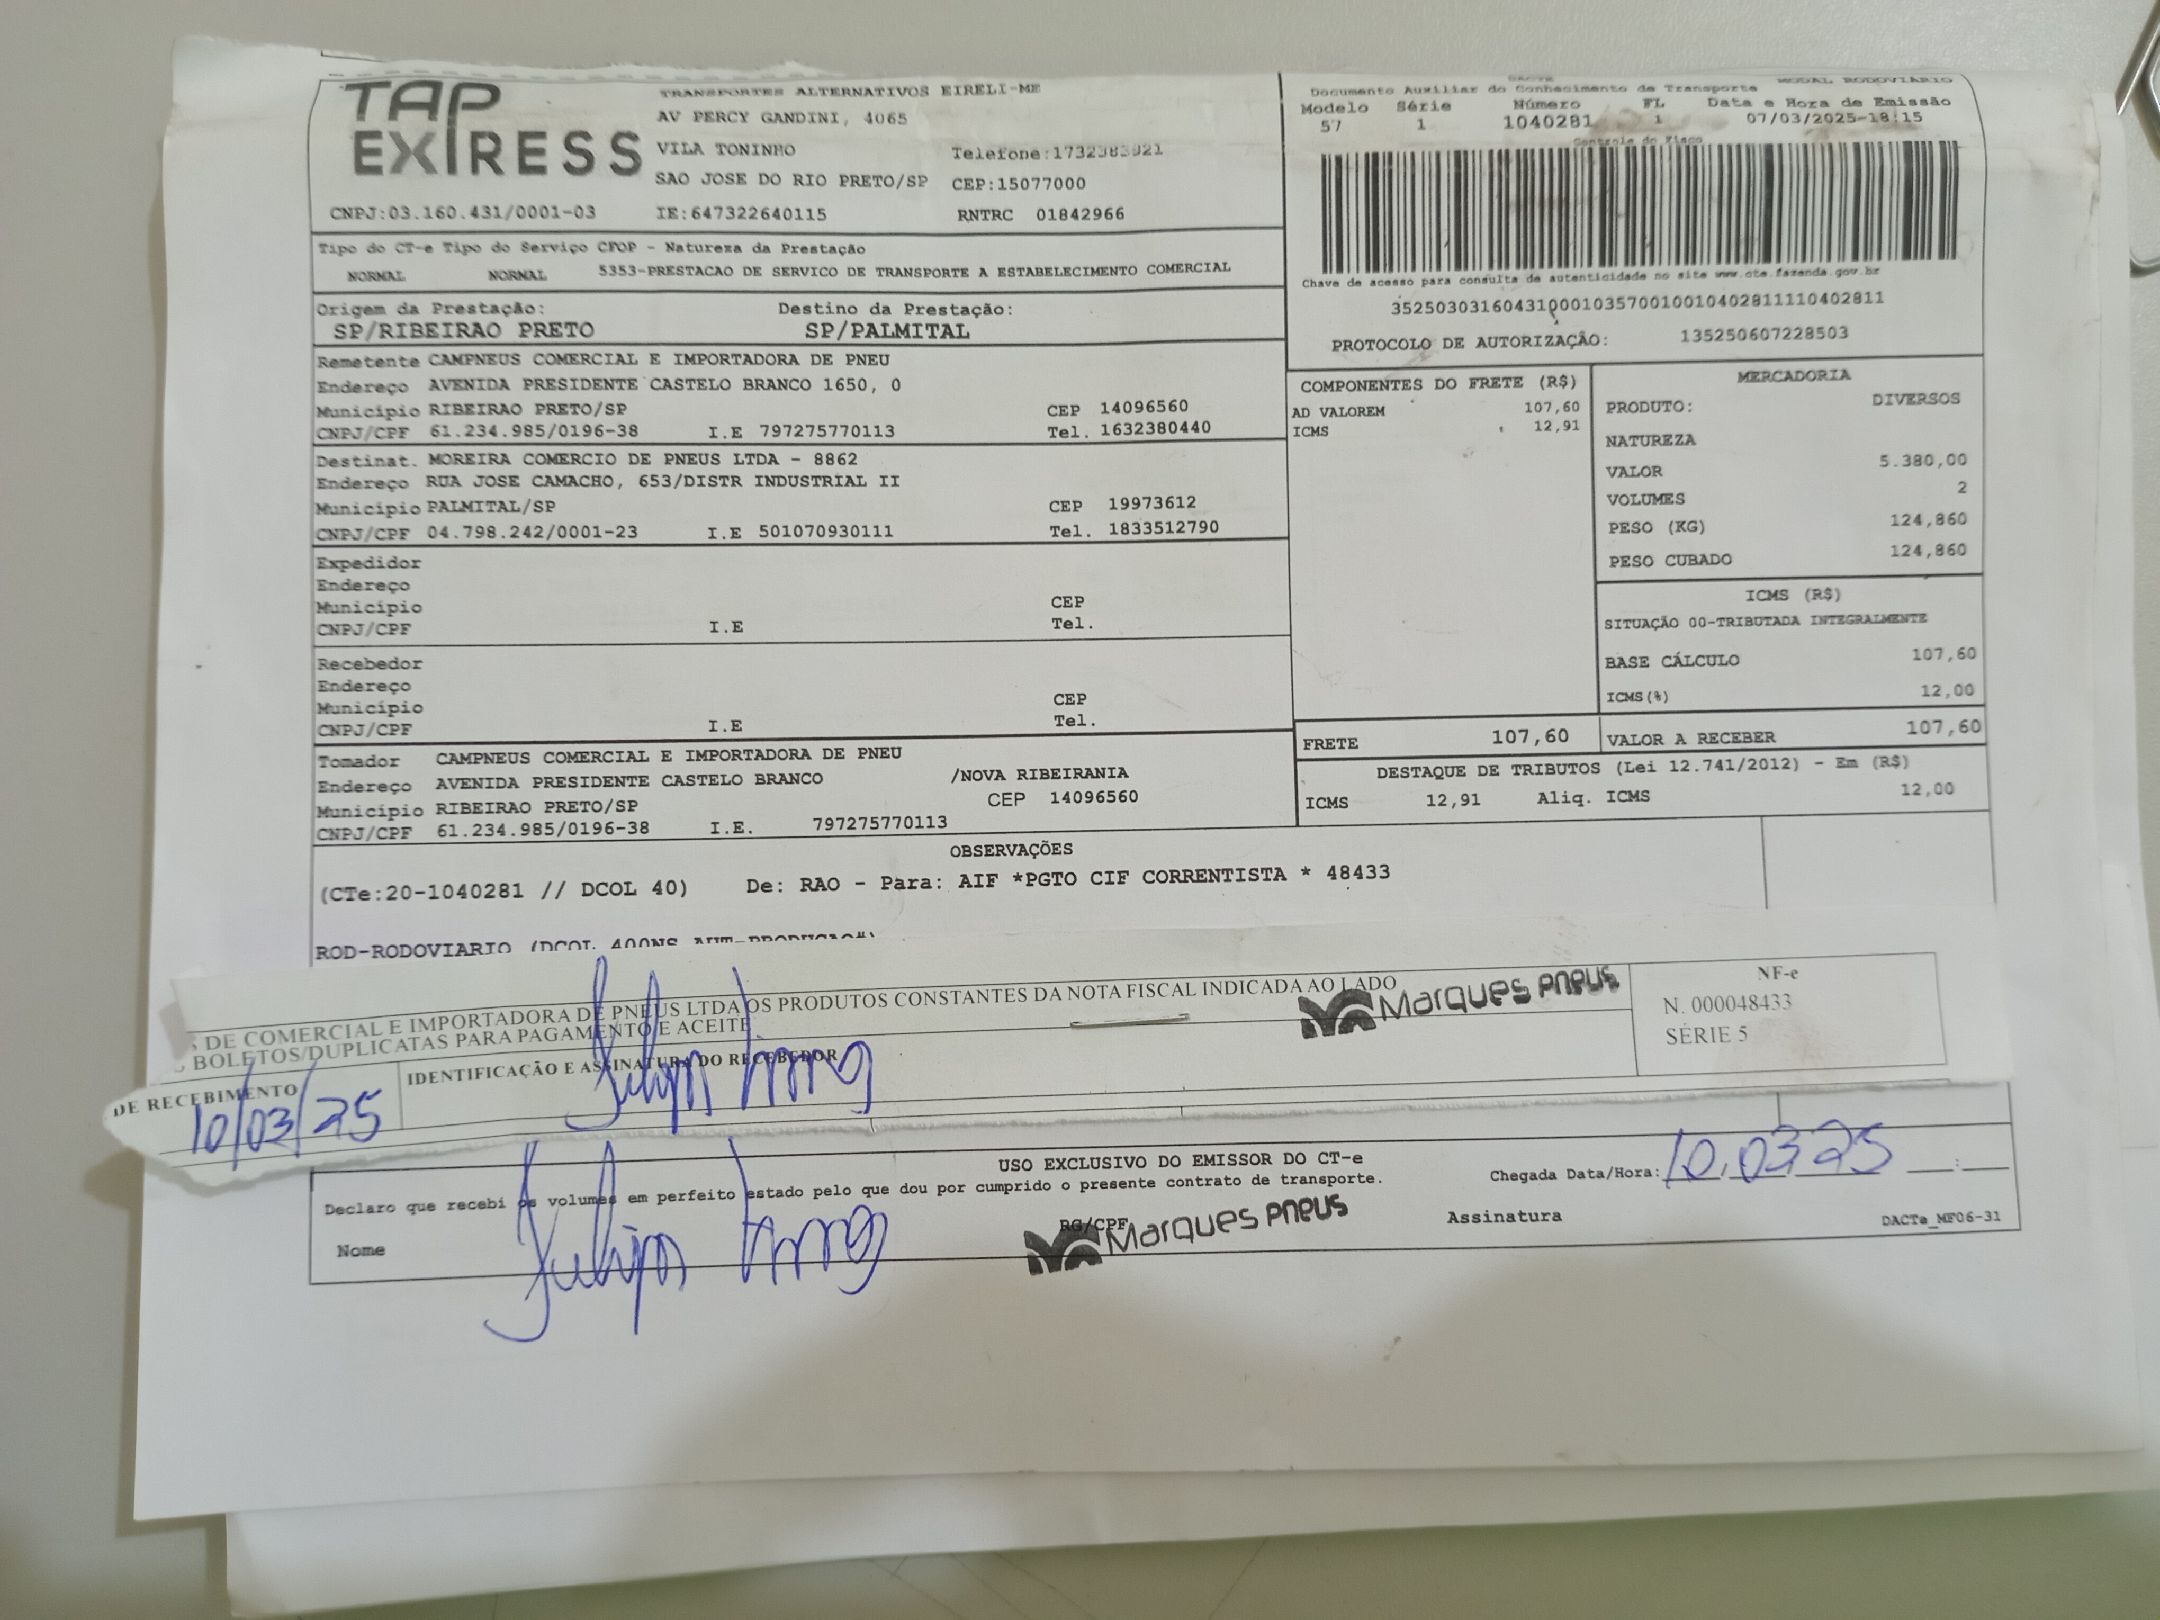 TAP EXPRESS
TRANSPORTES ALTERNATIVOS EIRELI-ME
AV PERCY GANDINI, 4065
VILA TONINHO Telefone:
SAO JOSE DO RIO PRETO/SP CEP:15077000
CNPJ:03.160.431/0001-03 IE:647322640115 RNTRC 01842966
DACTE MODAL RODOVIARIO
Documento Auxiliar do Conhecimento de Transporte
Modelo Série Número FL Data e Hora de Emissão
57 1 1040281 1 07/03/2025-18:15
Controle do Fisco
Chave de acesso para consulta de autenticidade no site www.cte.fazenda.gov.br
35250303160431000103570010010402811110402811
PROTOCOLO DE AUTORIZAÇÃO: 135250607228503
Tipo do CT-e Tipo do Serviço CFOP - Natureza da Prestação
NORMAL NORMAL 5353-PRESTACAO DE SERVICO DE TRANSPORTE A ESTABELECIMENTO COMERCIAL
Origem da Prestação: Destino da Prestação:
SP/RIBEIRAO PRETO SP/PALMITAL
Remetente CAMPNEUS COMERCIAL E IMPORTADORA DE PNEU
Endereço AVENIDA PRESIDENTE CASTELO BRANCO 1650, 0
Município RIBEIRAO PRETO/SP CEP 14096560
CNPJ/CPF 61.234.985/0196-38 I.E 797275770113 Tel. 1632380440
Destinat. MOREIRA COMERCIO DE PNEUS LTDA - 8862
Endereço RUA JOSE CAMACHO, 653/DISTR INDUSTRIAL II
Município PALMITAL/SP CEP 19973612
CNPJ/CPF 04.798.242/0001-23 I.E 501070930111 Tel. 1833512790
Expedidor
Endereço
Município CEP
CNPJ/CPF I.E Tel.
Recebedor
Endereço
Município CEP
CNPJ/CPF I.E Tel.
Tomador CAMPNEUS COMERCIAL E IMPORTADORA DE PNEU
Endereço AVENIDA PRESIDENTE CASTELO BRANCO /NOVA RIBEIRANIA
Município RIBEIRAO PRETO/SP CEP 14096560
CNPJ/CPF 61.234.985/0196-38 I.E. 797275770113
COMPONENTES DO FRETE (R$)
AD VALOREM 107,60
ICMS 12,91
MERCADORIA
PRODUTO: DIVERSOS
NATUREZA
VALOR 5.380,00
VOLUMES 2
PESO (KG) 124,860
PESO CUBADO 124,860
ICMS (R$)
SITUAÇÃO 00-TRIBUTADA INTEGRALMENTE
BASE CÁLCULO 107,60
ICMS(%) 12,00
FRETE 107,60 VALOR A RECEBER 107,60
DESTAQUE DE TRIBUTOS (Lei 12.741/2012) - Em (R$)
ICMS 12,91 Aliq. ICMS 12,00
OBSERVAÇÕES
(CTe:20-1040281 // DCOL 40) De: RAO - Para: AIF *PGTO CIF CORRENTISTA * 48433
ROD-RODOVIARIO (DCOL 400NS AUT-PRODUCAO#)
DE COMERCIAL E IMPORTADORA DE PNEUS LTDA OS PRODUTOS CONSTANTES DA NOTA FISCAL INDICADA AO LADO
BOLETOS/DUPLICATAS PARA PAGAMENTO E ACEITE
Marques PNEUS
NF-e
N. 000048433
SÉRIE 5
DE RECEBIMENTO IDENTIFICAÇÃO E ASSINATURA DO RECEBEDOR
10/03/25
USO EXCLUSIVO DO EMISSOR DO CT-e
Declaro que recebi os volumes em perfeito estado pelo que dou por cumprido o presente contrato de transporte.
Chegada Data/Hora: 10.03 25 :
Nome RG/CPF Assinatura DACTe_MF06-31
Marques PNEUS